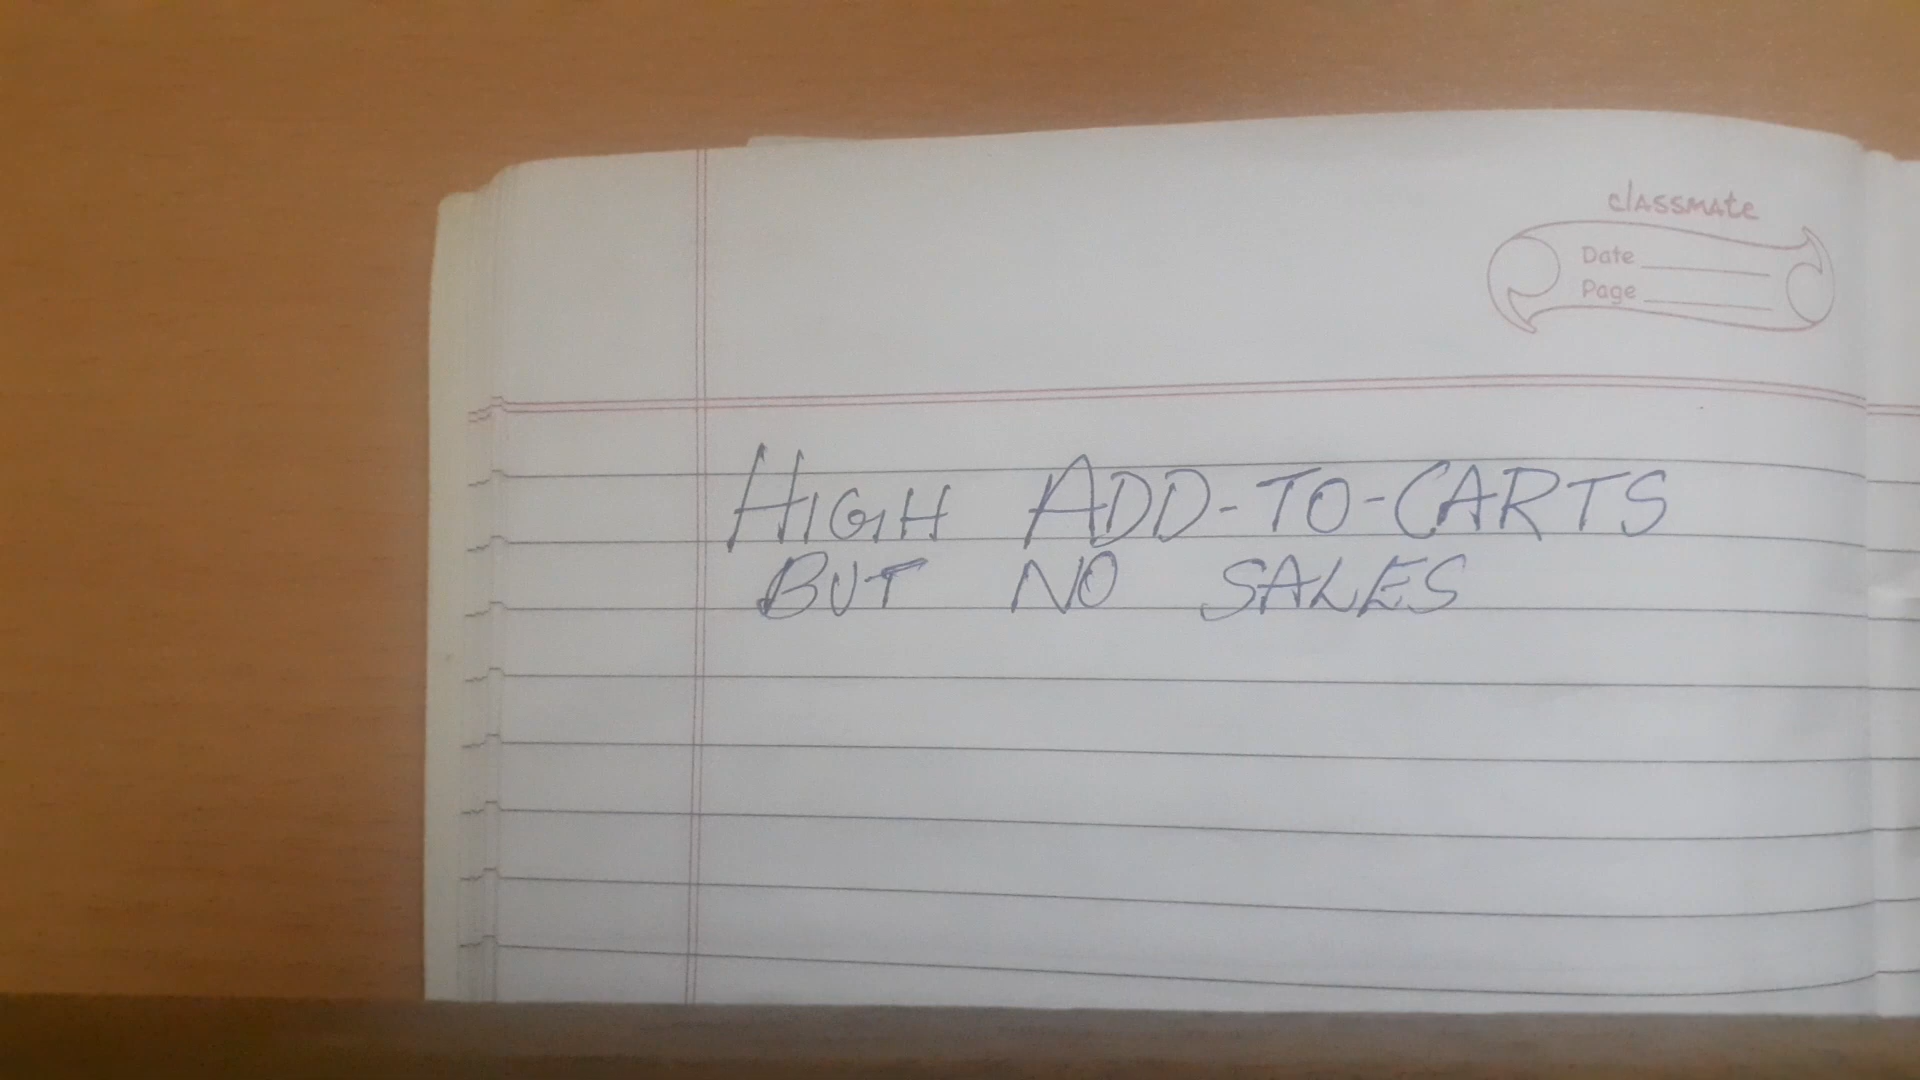 classmate
Date
Page
HIGH ADD-TO-CARTS
BUT NO SALES